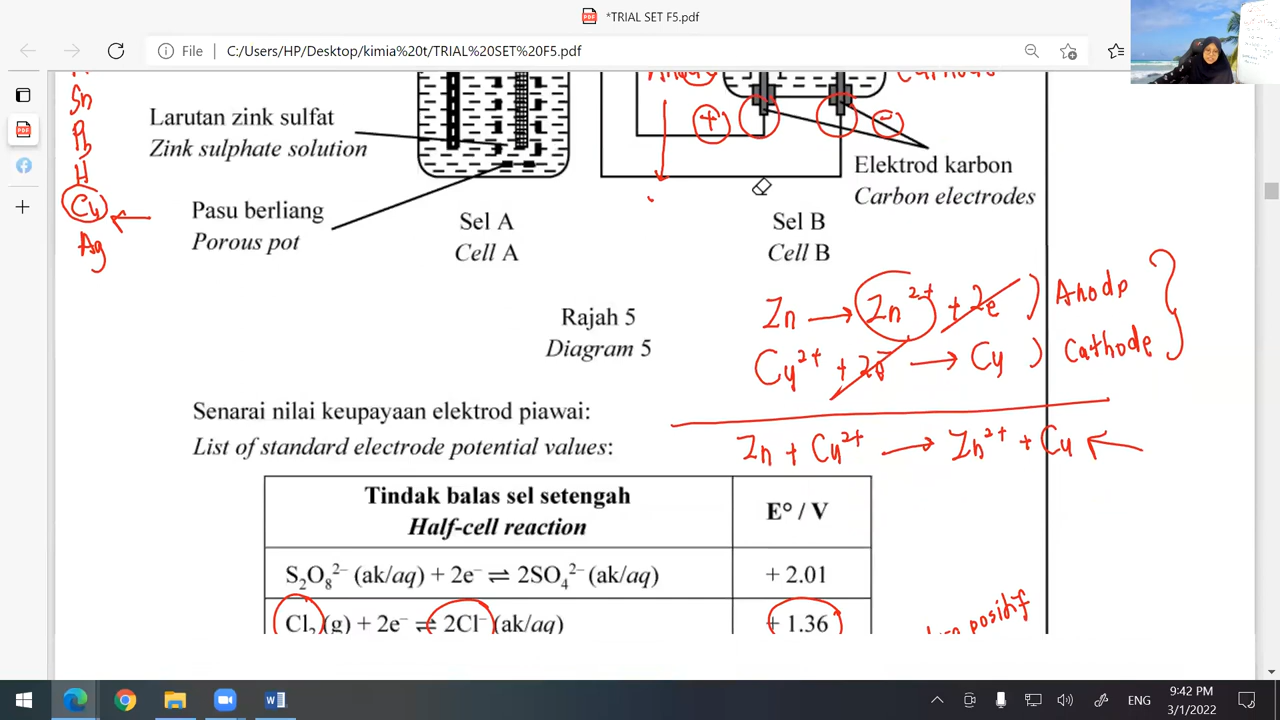 *TRIAL SET F5.pdf
File C:/Users/HP/Desktop/kimia%20t/TRIAL%20SET%20F5.pdf
Sn
Pb
H
Cu
Ag
Larutan zink sulfat
Zink sulphate solution
Pasu berliang
Porous pot
Sel A
Cell A
+
-
Elektrod karbon
Carbon electrodes
Sel B
Cell B
Rajah 5
Diagram 5
Zn → Zn²⁺ + 2e ) Anode
Cu²⁺ + 2e⁻ → Cu ) Cathode
Zn + Cu²⁺ → Zn²⁺ + Cu ←
Senarai nilai keupayaan elektrod piawai:
List of standard electrode potential values:
Tindak balas sel setengah
Half-cell reaction
E° / V
S₂O₈²⁻ (ak/aq) + 2e⁻ ⇌ 2SO₄²⁻ (ak/aq) + 2.01
Cl₂ (g) + 2e⁻ ⇌ 2Cl⁻ (ak/aq) + 1.36
positif
ENG
9:42 PM
3/1/2022